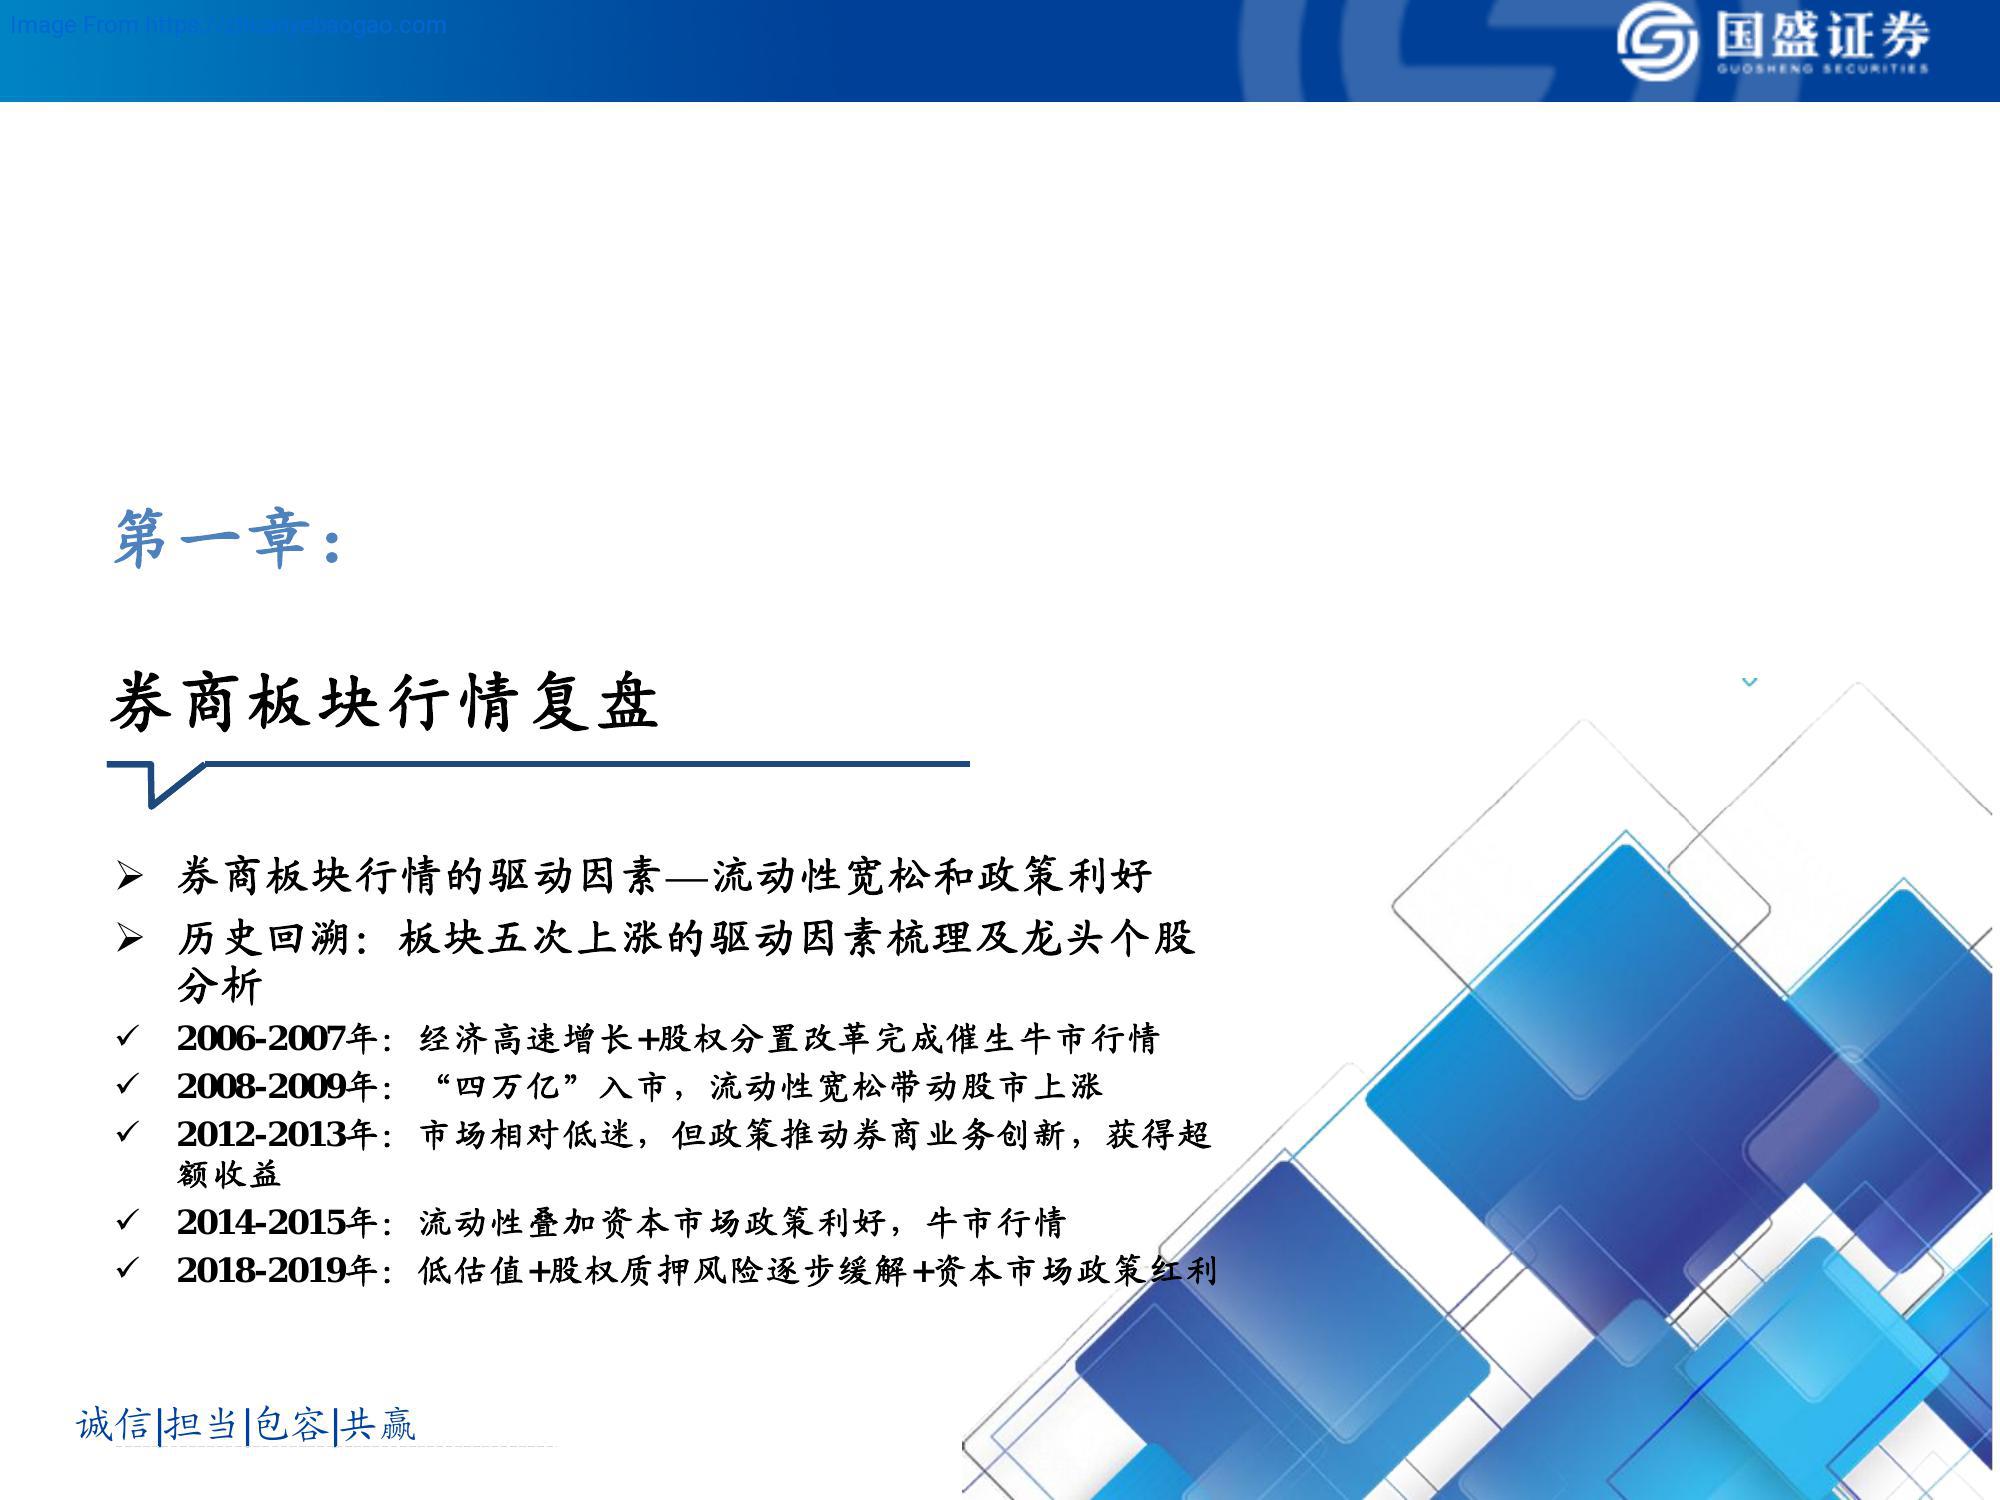 Image From https://zhuanyebaogao.com
国盛证券
GUOSHENG SECURITIES
第一章：
券商板块行情复盘
➢ 券商板块行情的驱动因素—流动性宽松和政策利好
➢ 历史回溯：板块五次上涨的驱动因素梳理及龙头个股
分析
✓ 2006-2007年：经济高速增长+股权分置改革完成催生牛市行情
✓ 2008-2009年：“四万亿”入市，流动性宽松带动股市上涨
✓ 2012-2013年：市场相对低迷，但政策推动券商业务创新，获得超
额收益
✓ 2014-2015年：流动性叠加资本市场政策利好，牛市行情
✓ 2018-2019年：低估值+股权质押风险逐步缓解+资本市场政策红利
诚信|担当|包容|共赢